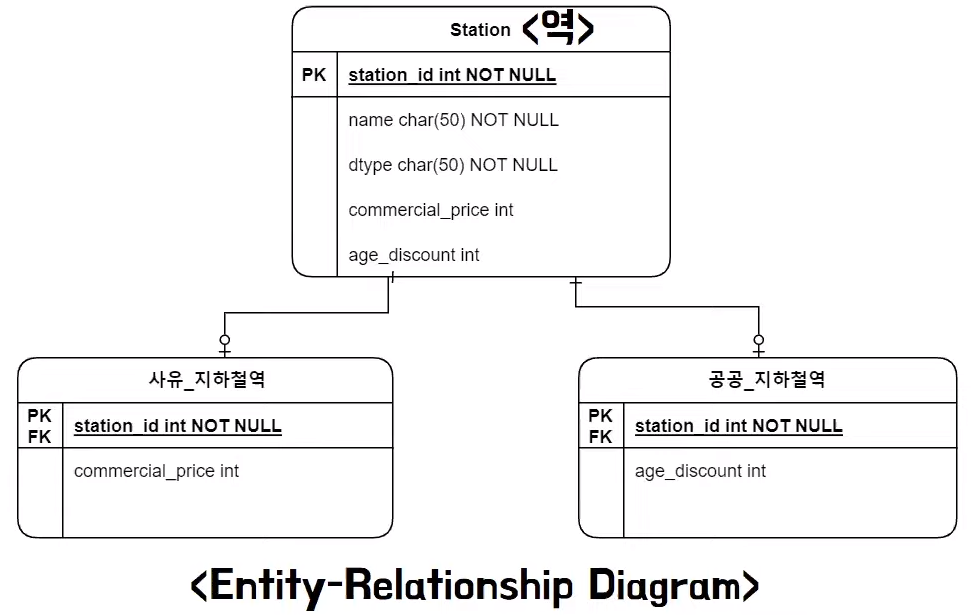 Station <역>
PK station_id int NOT NULL
name char(50) NOT NULL
dtype char(50) NOT NULL
commercial_price int
age_discount int
사유_지하철역
PK
FK
station_id int NOT NULL
commercial_price int
공공_지하철역
PK
FK
station_id int NOT NULL
age_discount int
<Entity-Relationship Diagram>